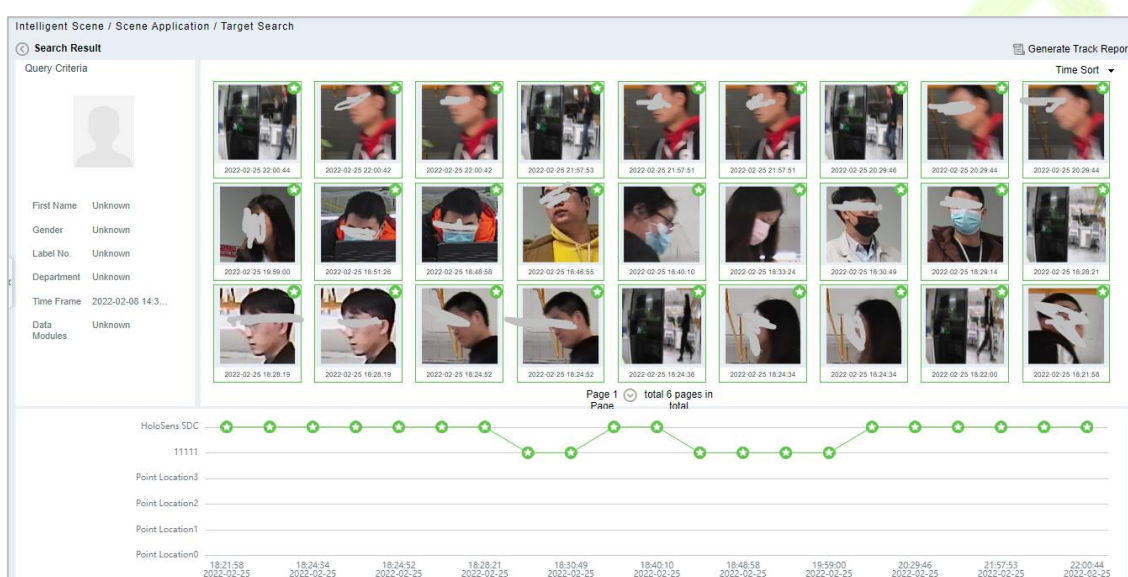 Intelligent Scene / Scene Application / Target Search
Search Result
Generate Track Repor
Query Criteria
Time Sort
First Name Unknown
Gender Unknown
Label No. Unknown
Department Unknown
Time Frame 2022-02-08 14:3...
Data Modules Unknown
2022-02-25 22:00:44 2022-02-25 22:00:42 2022-02-25 22:00:42 2022-02-25 21:57:53 2022-02-25 21:57:51 2022-02-25 21:57:51 2022-02-25 20:29:46 2022-02-25 20:29:44 2022-02-25 20:29:44
2022-02-25 19:59:00 2022-02-25 18:51:26 2022-02-25 18:48:58 2022-02-25 18:46:55 2022-02-25 18:40:10 2022-02-25 18:33:24 2022-02-25 18:30:49 2022-02-25 18:29:14 2022-02-25 18:28:21
2022-02-25 18:28:19 2022-02-25 18:28:19 2022-02-25 18:24:52 2022-02-25 18:24:52 2022-02-25 18:24:36 2022-02-25 18:24:34 2022-02-25 18:24:34 2022-02-25 18:22:00 2022-02-25 18:21:58
Page 1 total 6 pages in
Page total
HoloSens SDC
11111
Point Location3
Point Location2
Point Location1
Point Location0
18:21:58 18:24:34 18:24:52 18:28:21 18:30:49 18:40:10 18:48:58 19:59:00 20:29:46 21:57:53 22:00:44
2022-02-25 2022-02-25 2022-02-25 2022-02-25 2022-02-25 2022-02-25 2022-02-25 2022-02-25 2022-02-25 2022-02-25 2022-02-25